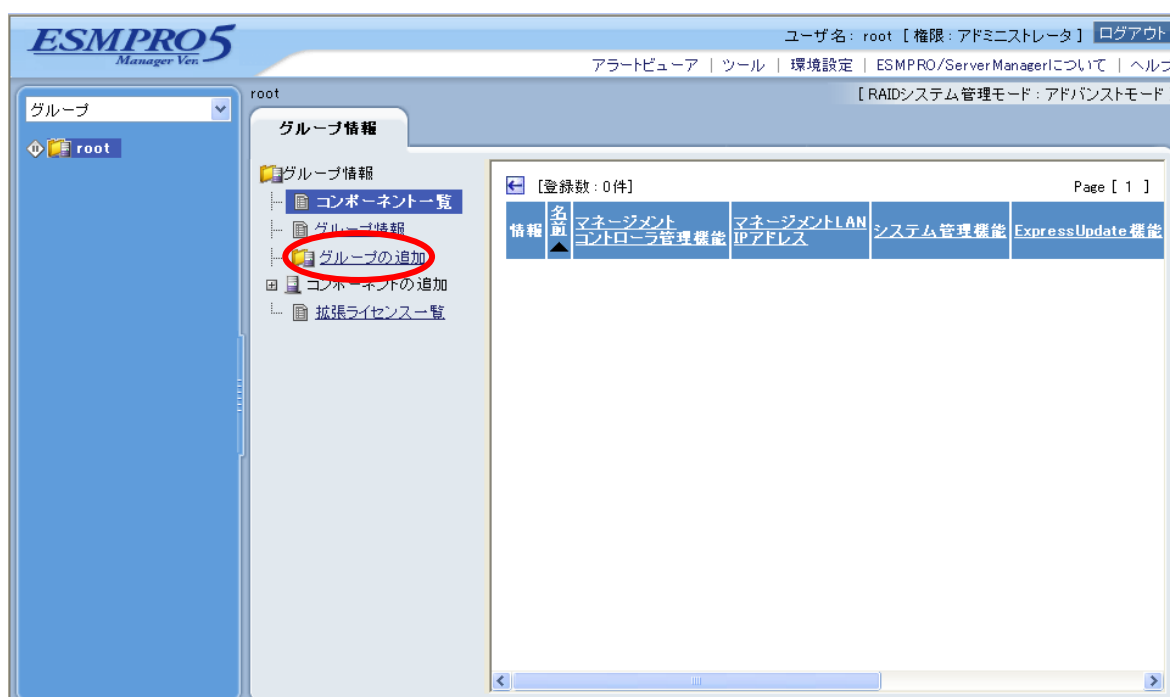 ESMPRO5
Manager Ver.
ユーザ名: root [ 権限 : アドミニストレータ ] ログアウト
アラートビューア | ツール | 環境設定 | ESMPRO/ServerManagerについて | ヘルプ
グループ
root
root
[ RAIDシステム管理モード : アドバンストモード
グループ情報
グループ情報
コンポーネント一覧
グループ情報
グループの追加
コンポーネントの追加
拡張ライセンス一覧
[登録数 : 0件]
Page [ 1 ]
情報
名前▲
マネージメント
コントローラ管理機能
マネージメントLAN
IPアドレス
システム管理機能
ExpressUpdate機能